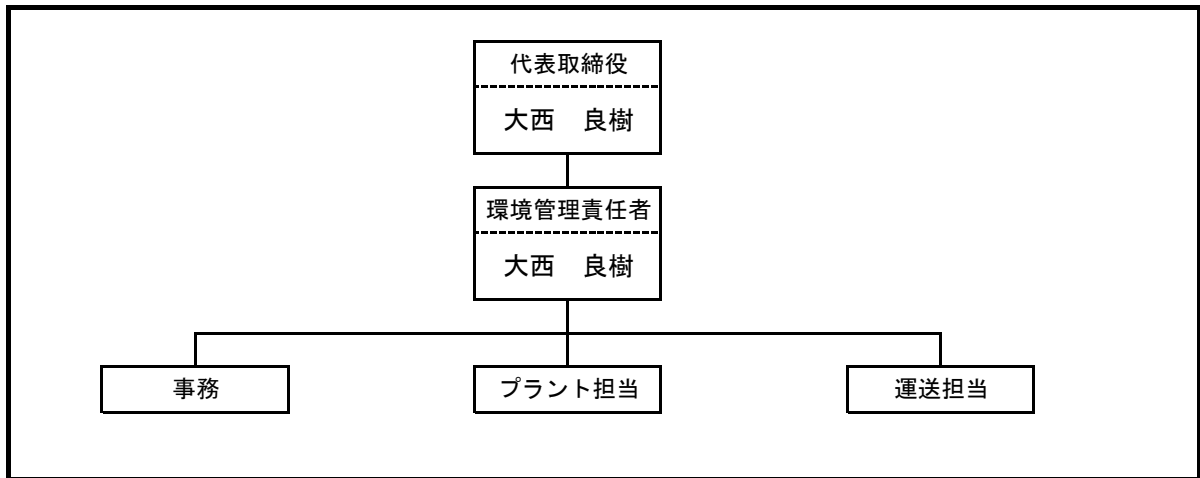 代表取締役
大西　良樹
環境管理責任者
大西　良樹
事務
プラント担当
運送担当